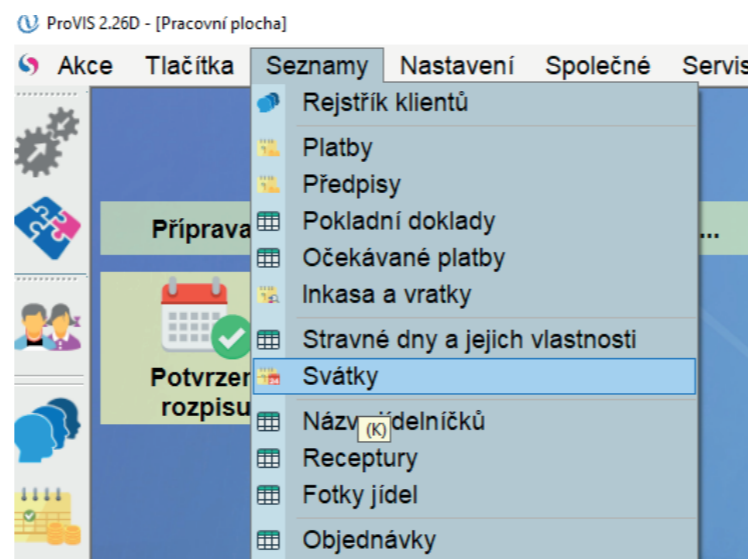 ProVIS 2.26D - [Pracovní plocha]
Akce Tlačítka Seznamy Nastavení Společné Servis
Rejstřík klientů
Platby
Předpisy
Pokladní doklady
Očekávané platby
Inkasa a vratky
Stravné dny a jejich vlastnosti
Svátky
(K)
jídelníčků
Receptury
Fotky jídel
Objednávky
Příprava
...
rozpisu